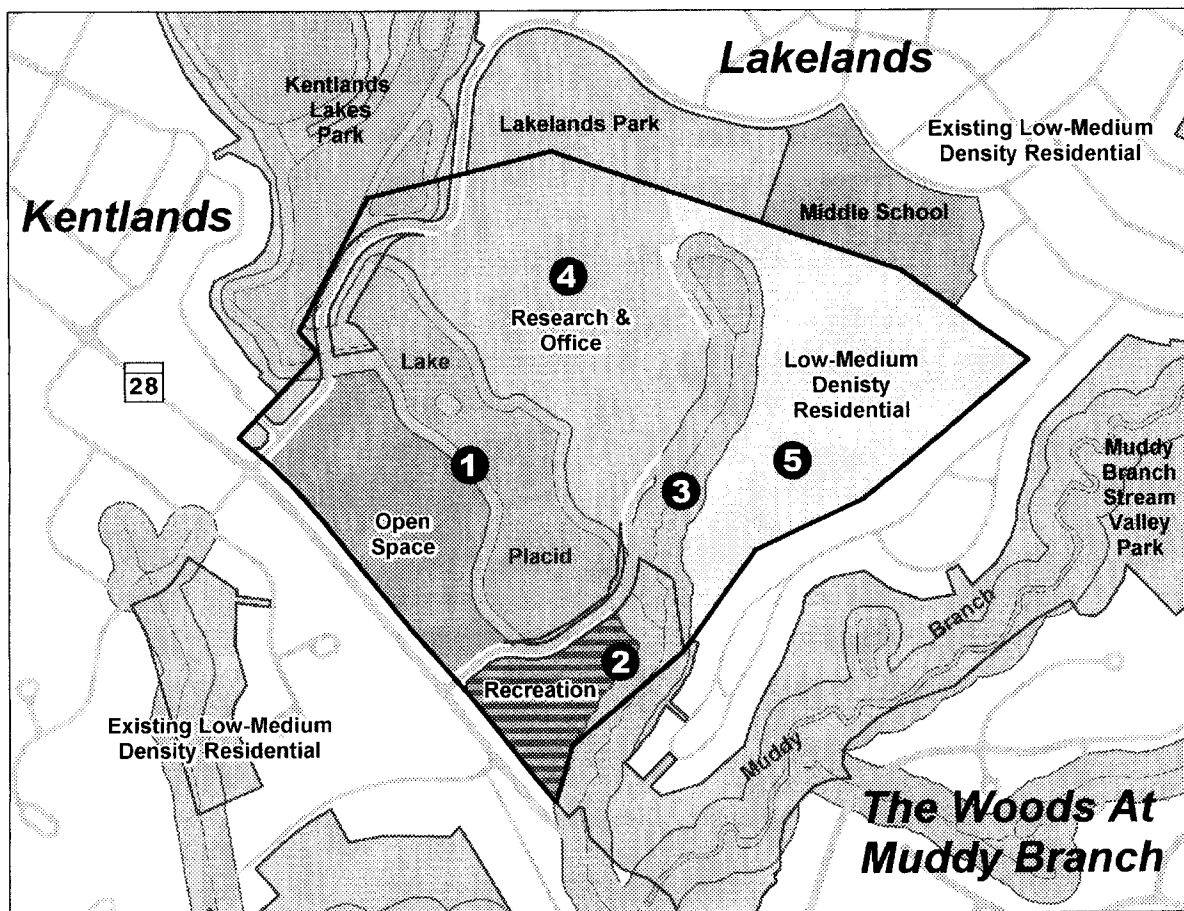 Lakelands
Kentlands
Lakes
Park
Lakelands Park
Existing Low-Medium
Density Residential
Kentlands
Middle School
4
Research &
Office
Lake
28
Low-Medium
Denisty
Residential
1
5
3
Muddy
Branch
Stream
Valley
Park
Open
Space
Placid
Branch
2
Recreation
Existing Low-Medium
Density Residential
Muddy
The Woods At
Muddy Branch